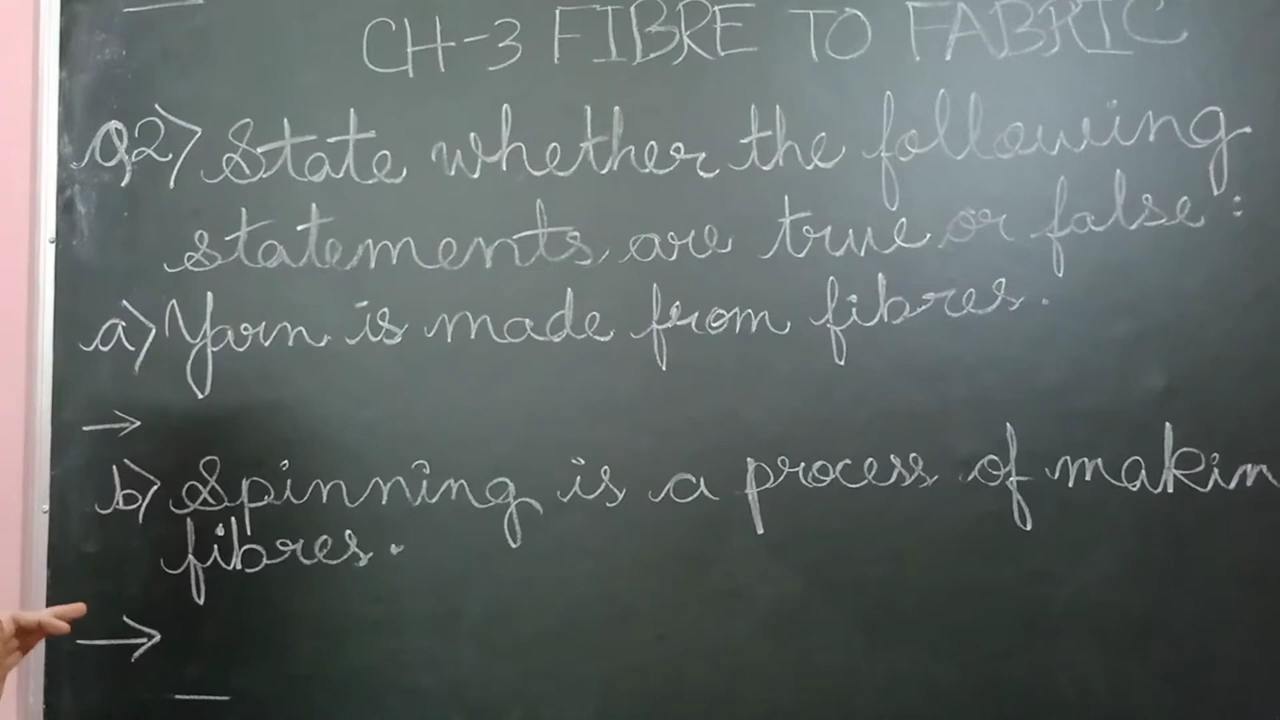 CH-3 FIBRE TO FABRIC
Q2> State whether the following
statements are true or false:
a> Yarn is made from fibres.
→
b> Spinning is a process of makin
fibres.
→